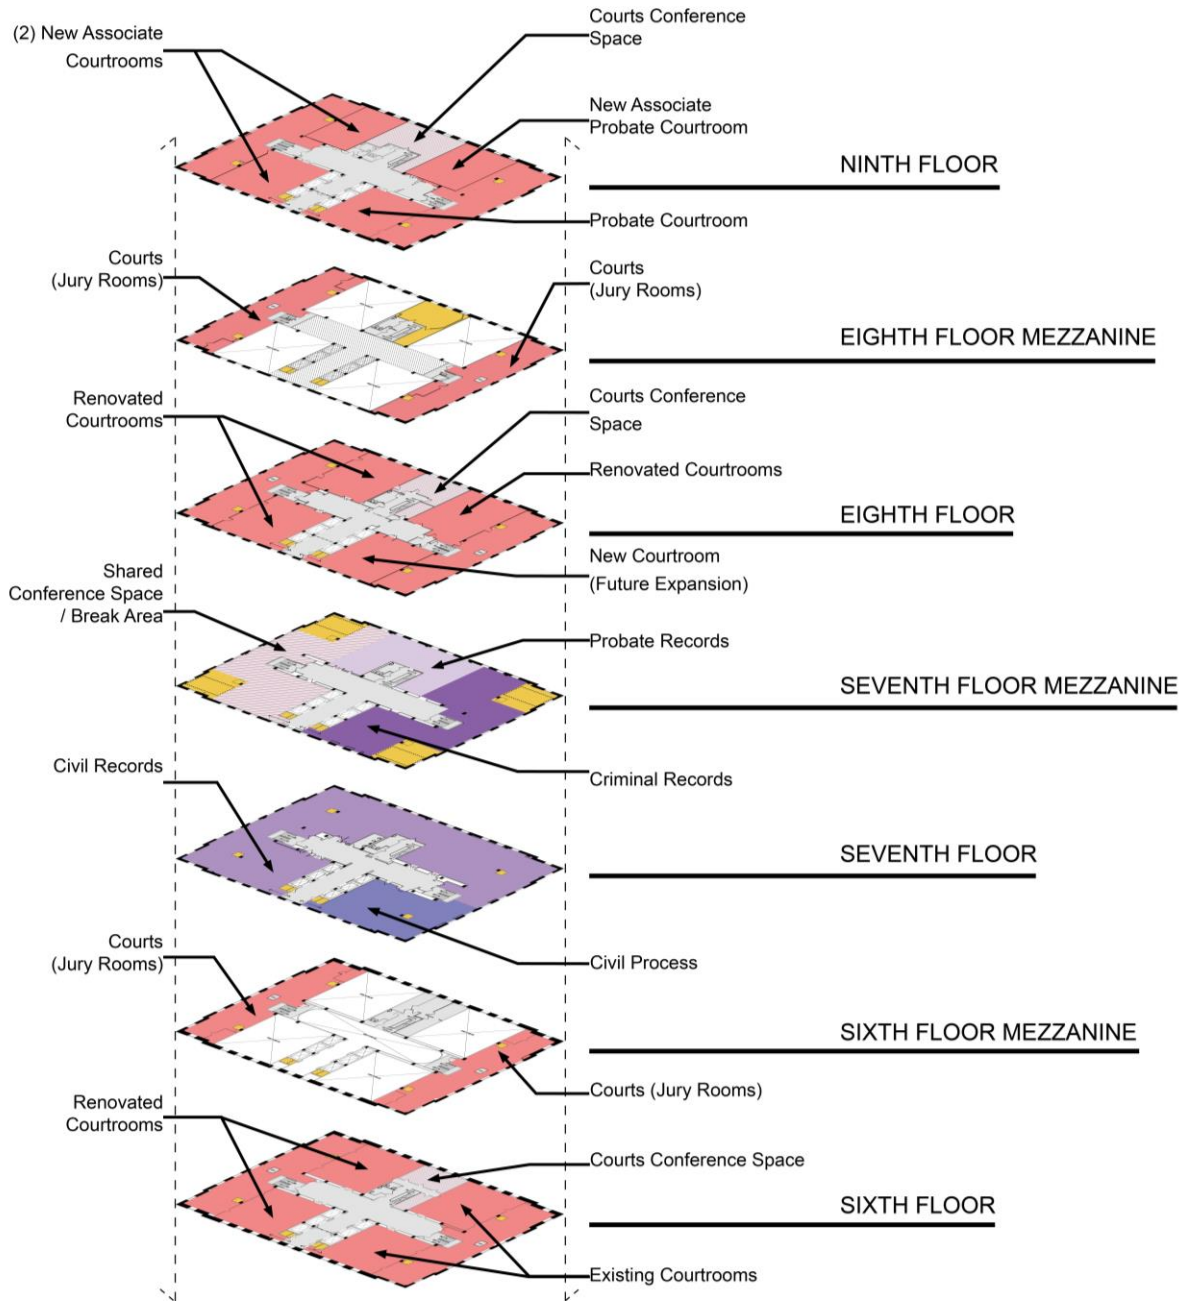 (2) New Associate
Courtrooms
Courts Conference
Space
New Associate
Probate Courtroom
NINTH FLOOR
Probate Courtroom
Courts
(Jury Rooms)
Courts
(Jury Rooms)
EIGHTH FLOOR MEZZANINE
Renovated
Courtrooms
Courts Conference
Space
Renovated Courtrooms
EIGHTH FLOOR
New Courtroom
(Future Expansion)
Shared
Conference Space
/ Break Area
Probate Records
SEVENTH FLOOR MEZZANINE
Criminal Records
Civil Records
SEVENTH FLOOR
Civil Process
Courts
(Jury Rooms)
SIXTH FLOOR MEZZANINE
Courts (Jury Rooms)
Renovated
Courtrooms
Courts Conference Space
SIXTH FLOOR
Existing Courtrooms